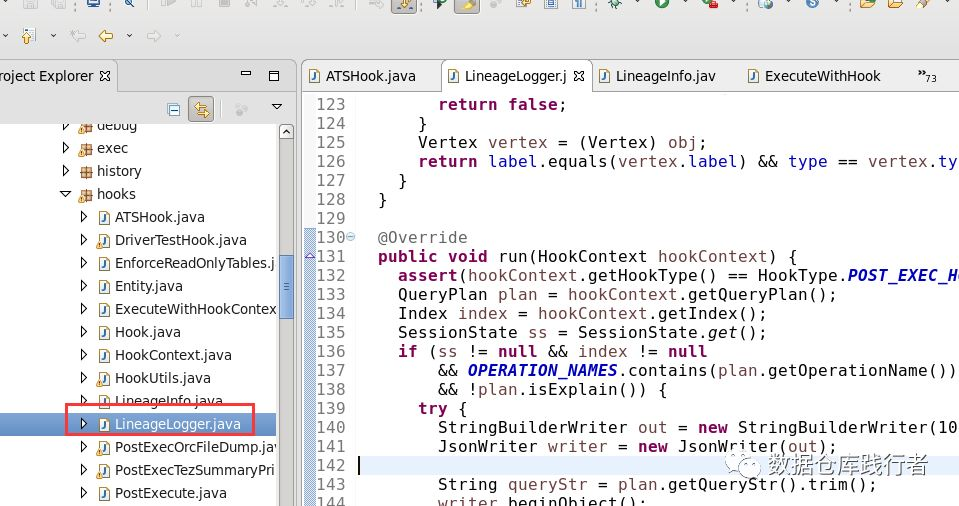 roject Explorer
debug
exec
history
hooks
ATSHook.java
DriverTestHook.java
EnforceReadOnlyTables.j
Entity.java
ExecuteWithHookContex
Hook.java
HookContext.java
HookUtils.java
LineageInfo.java
LineageLogger.java
PostExecOrcFileDump.jav
PostExecTezSummaryPri
PostExecute.java
ATSHook.java
LineageLogger.j
LineageInfo.jav
ExecuteWithHook
»73
123 return false;
124 }
125 Vertex vertex = (Vertex) obj;
126 return label.equals(vertex.label) && type == vertex.ty
127 }
128 }
129
130 @Override
131 public void run(HookContext hookContext) {
132 assert(hookContext.getHookType() == HookType.POST_EXEC_H
133 QueryPlan plan = hookContext.getQueryPlan();
134 Index index = hookContext.getIndex();
135 SessionState ss = SessionState.get();
136 if (ss != null && index != null
137 && OPERATION_NAMES.contains(plan.getOperationName())
138 && !plan.isExplain()) {
139 try {
140 StringBuilderWriter out = new StringBuilderWriter(10
141 JsonWriter writer = new JsonWriter(out);
142
143 String queryStr = plan.getQueryStr().trim();
144 writer.beginObject();
数据仓库践行者